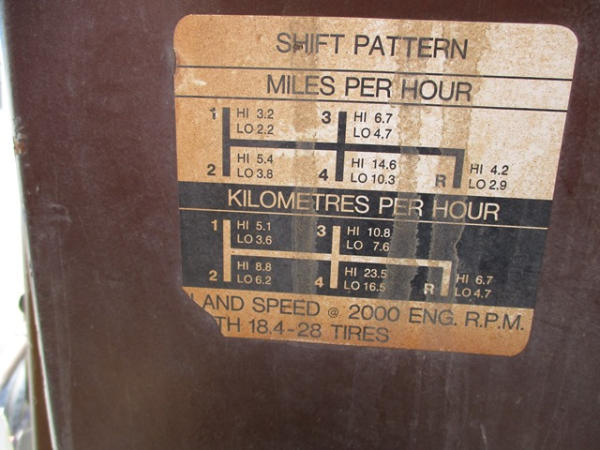 SHIFT PATTERN
MILES PER HOUR
1 HI 3.2 3 HI 6.7
LO 2.2 LO 4.7
2 HI 5.4 4 HI 14.6 R HI 4.2
LO 3.8 LO 10.3 LO 2.9
KILOMETRES PER HOUR
1 HI 5.1 3 HI 10.8
LO 3.6 LO 7.6
2 HI 8.8 4 HI 23.5 R HI 6.7
LO 6.2 LO 16.5 LO 4.7
LAND SPEED @ 2000 ENG. R.P.M.
TH 18.4-28 TIRES